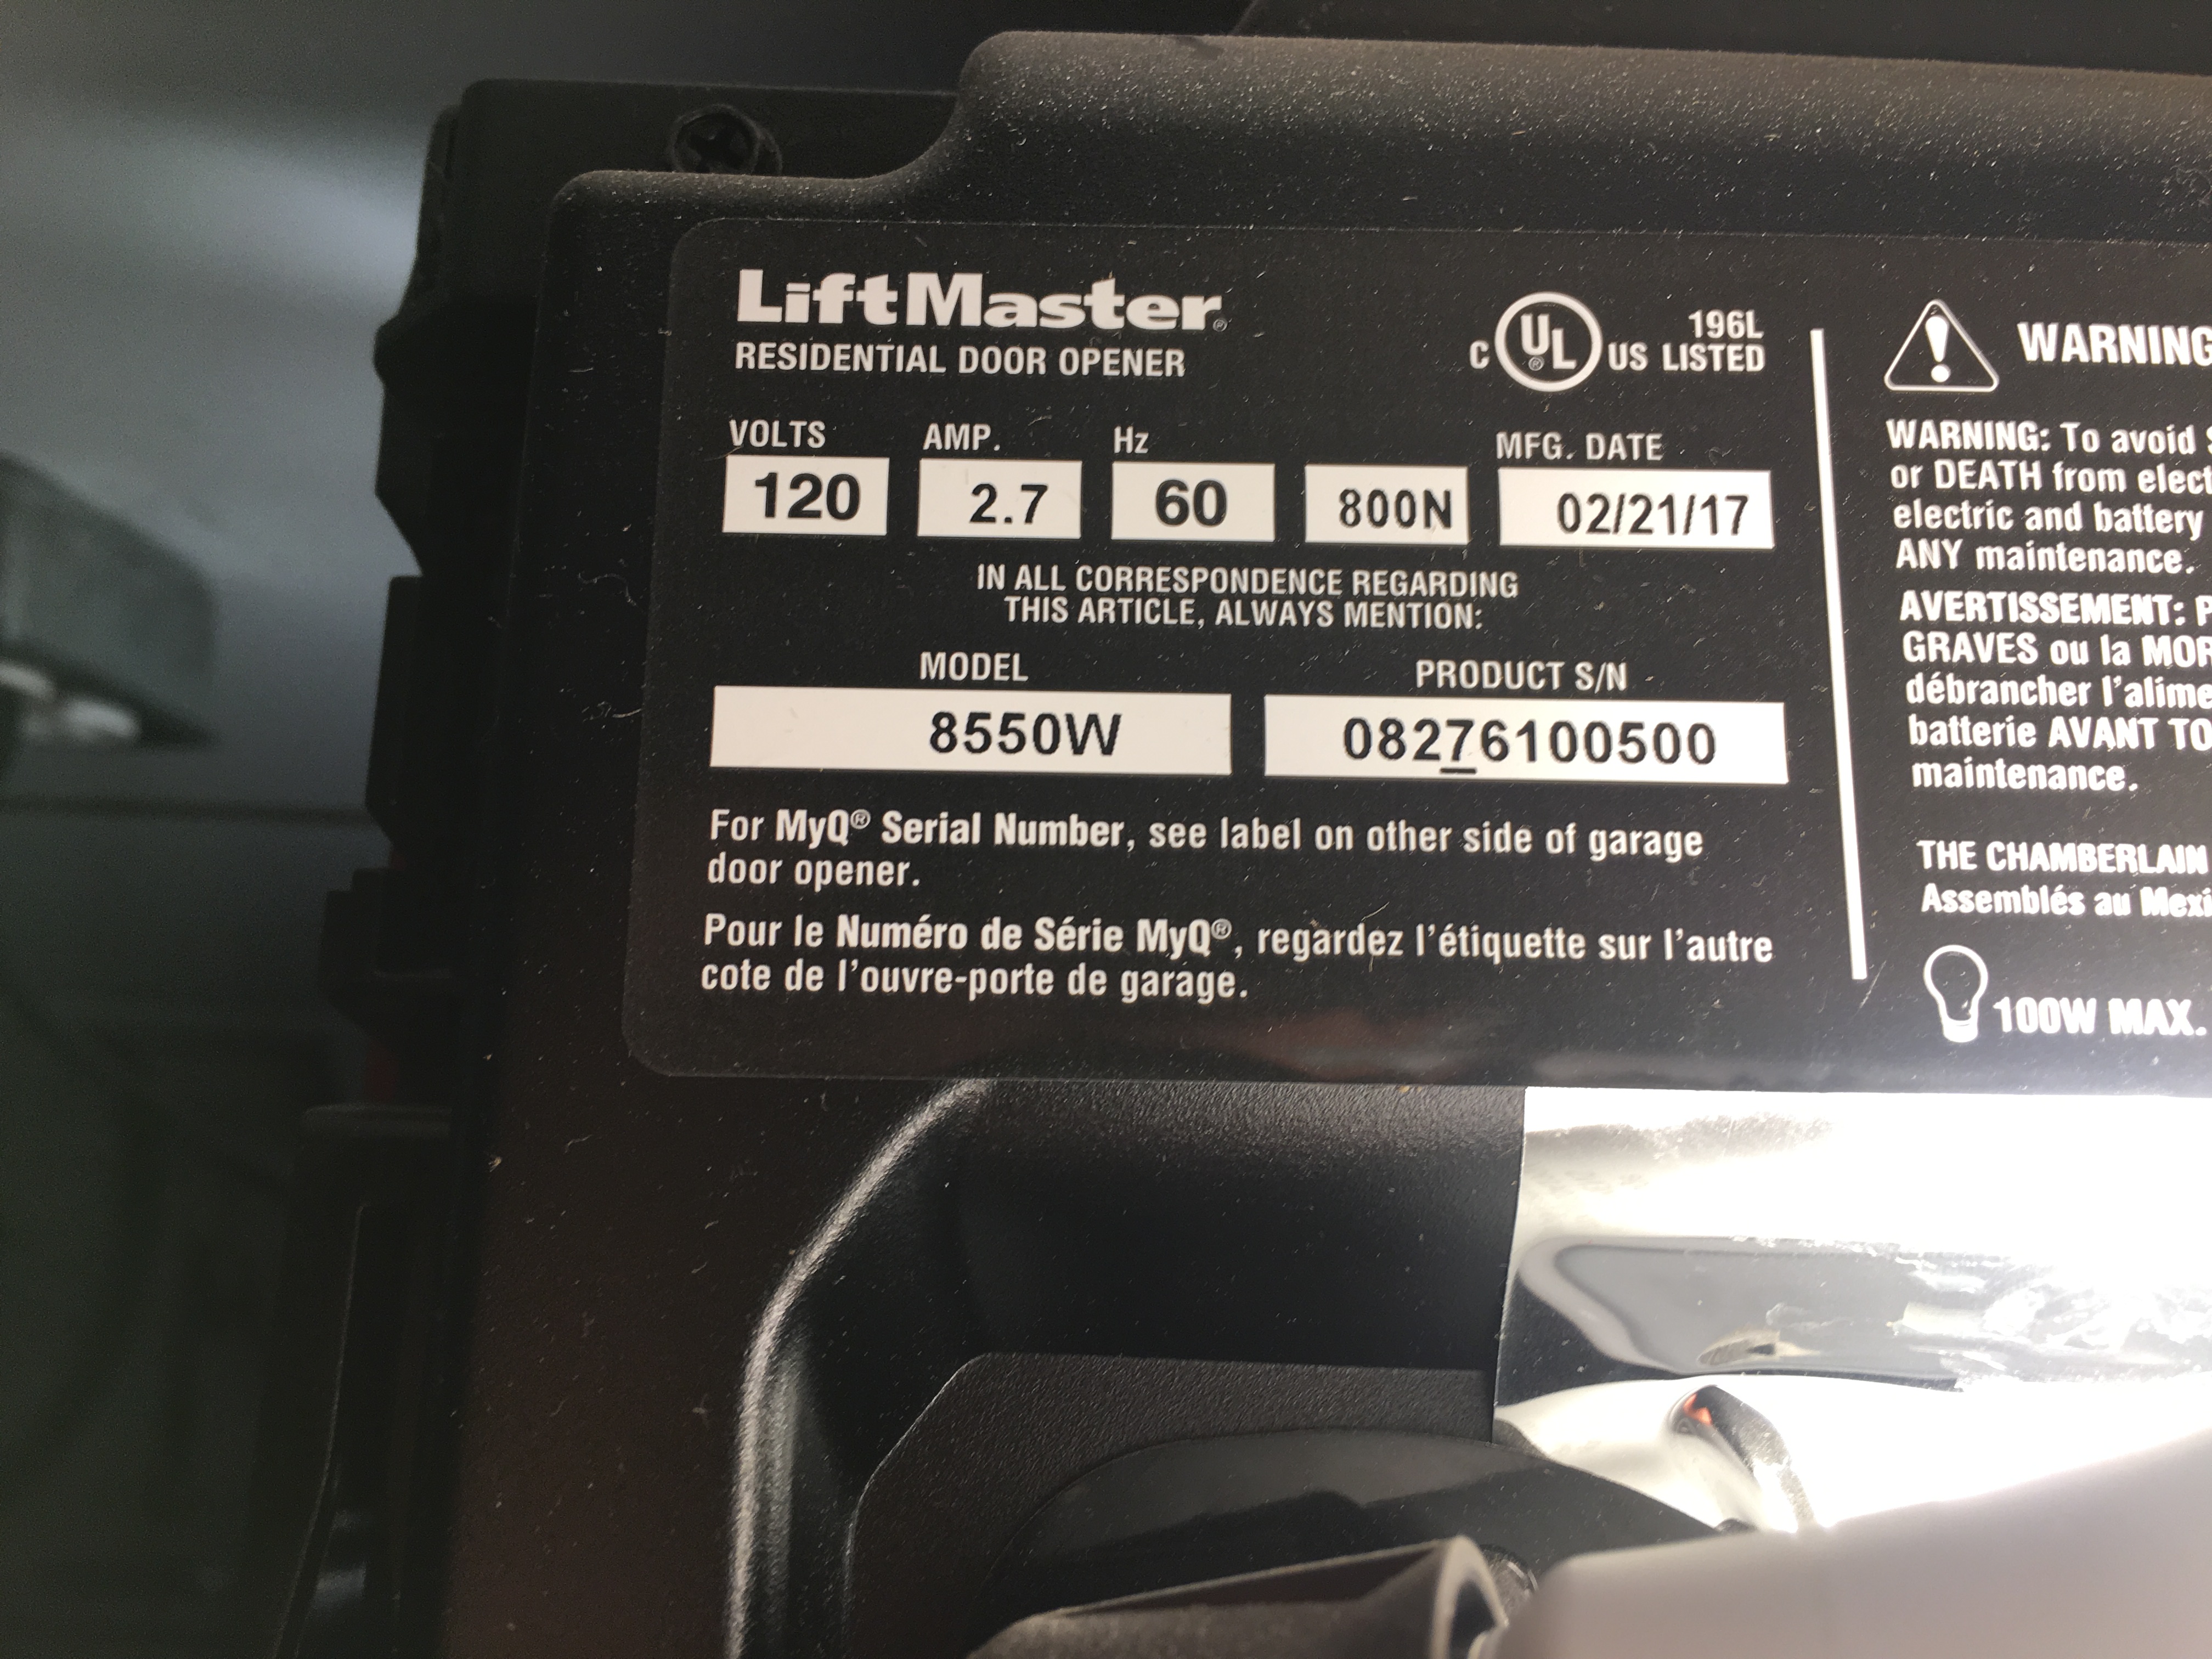 LiftMaster®
RESIDENTIAL DOOR OPENER
C UL® US 196L LISTED
VOLTS AMP. Hz MFG. DATE
120 2.7 60 800N 02/21/17
IN ALL CORRESPONDENCE REGARDING
THIS ARTICLE, ALWAYS MENTION:
MODEL PRODUCT S/N
8550W 08276100500
For MyQ® Serial Number, see label on other side of garage
door opener.
Pour le Numéro de Série MyQ®, regardez l'étiquette sur l'autre
cote de l'ouvre-porte de garage.
WARNING
WARNING: To avoid
or DEATH from
electric and battery
ANY maintenance.
AVERTISSEMENT:
GRAVES ou la
débrancher
batterie AVANT
maintenance.
THE CHAMBERLAIN
Assemblés au
100W MAX.